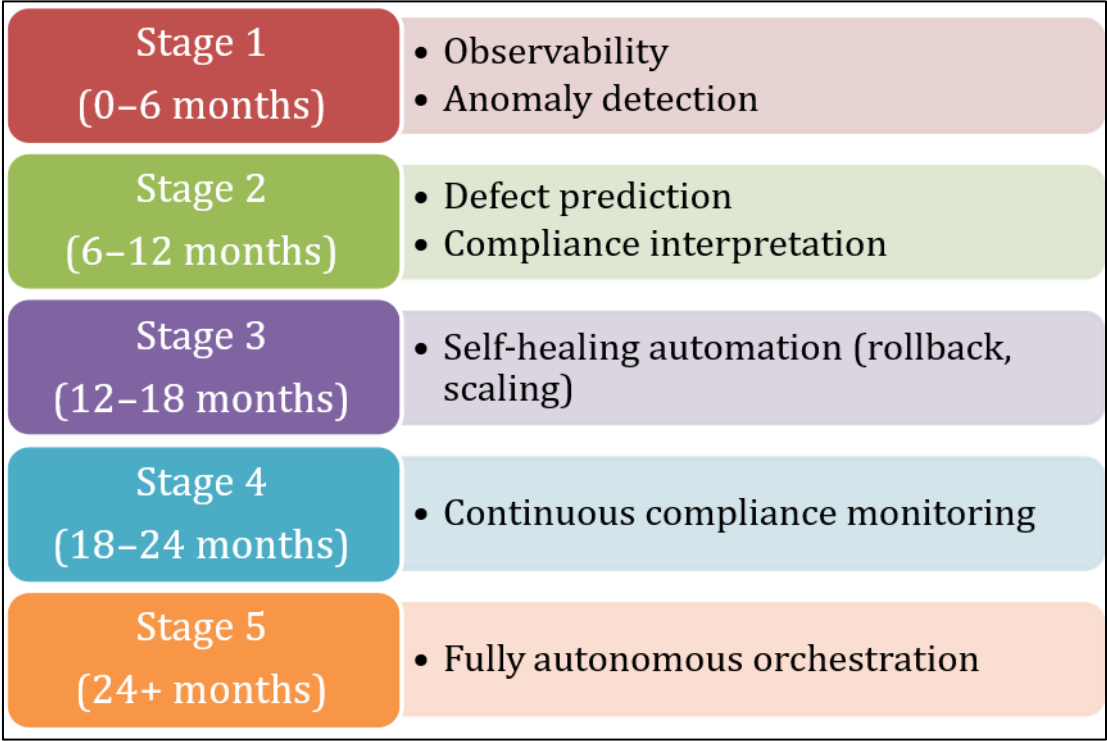 Stage 1
(0–6 months)
• Observability
• Anomaly detection
Stage 2
(6–12 months)
• Defect prediction
• Compliance interpretation
Stage 3
(12–18 months)
• Self-healing automation (rollback,
scaling)
Stage 4
(18–24 months)
• Continuous compliance monitoring
Stage 5
(24+ months)
• Fully autonomous orchestration